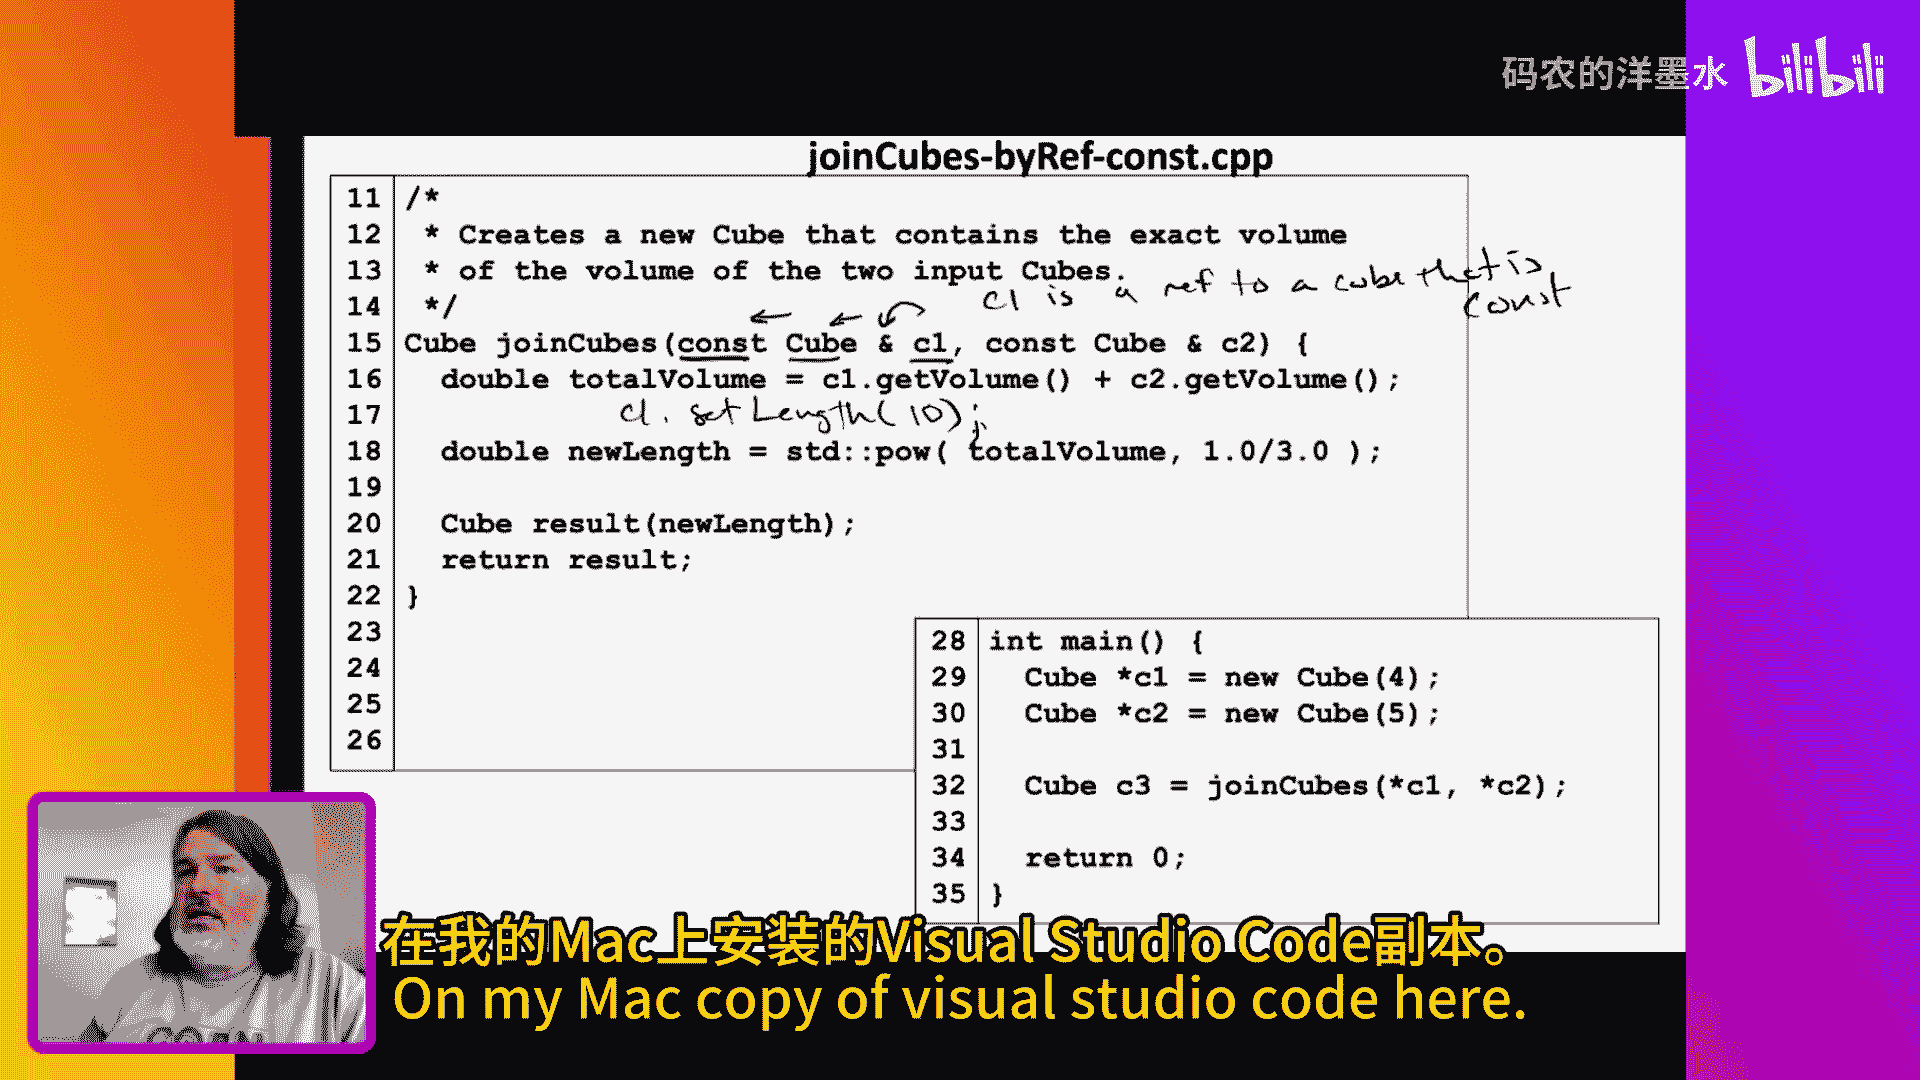 码农的洋墨水 bilibili
joinCubes-byRef-const.cpp
11 /*
12 * Creates a new Cube that contains the exact volume
13 * of the volume of the two input Cubes.
14 */
c1 is a ref to a cube that is
const
15 Cube joinCubes(const Cube & c1, const Cube & c2) {
16 double totalVolume = c1.getVolume() + c2.getVolume();
17 c1.setLength(10);
18 double newLength = std::pow( totalVolume, 1.0/3.0 );
19
20 Cube result(newLength);
21 return result;
22 }
23
24
25
26
28 int main() {
29 Cube *c1 = new Cube(4);
30 Cube *c2 = new Cube(5);
31
32 Cube c3 = joinCubes(*c1, *c2);
33
34 return 0;
35 }
在我的Mac上安装的Visual Studio Code副本。
On my Mac copy of visual studio code here.